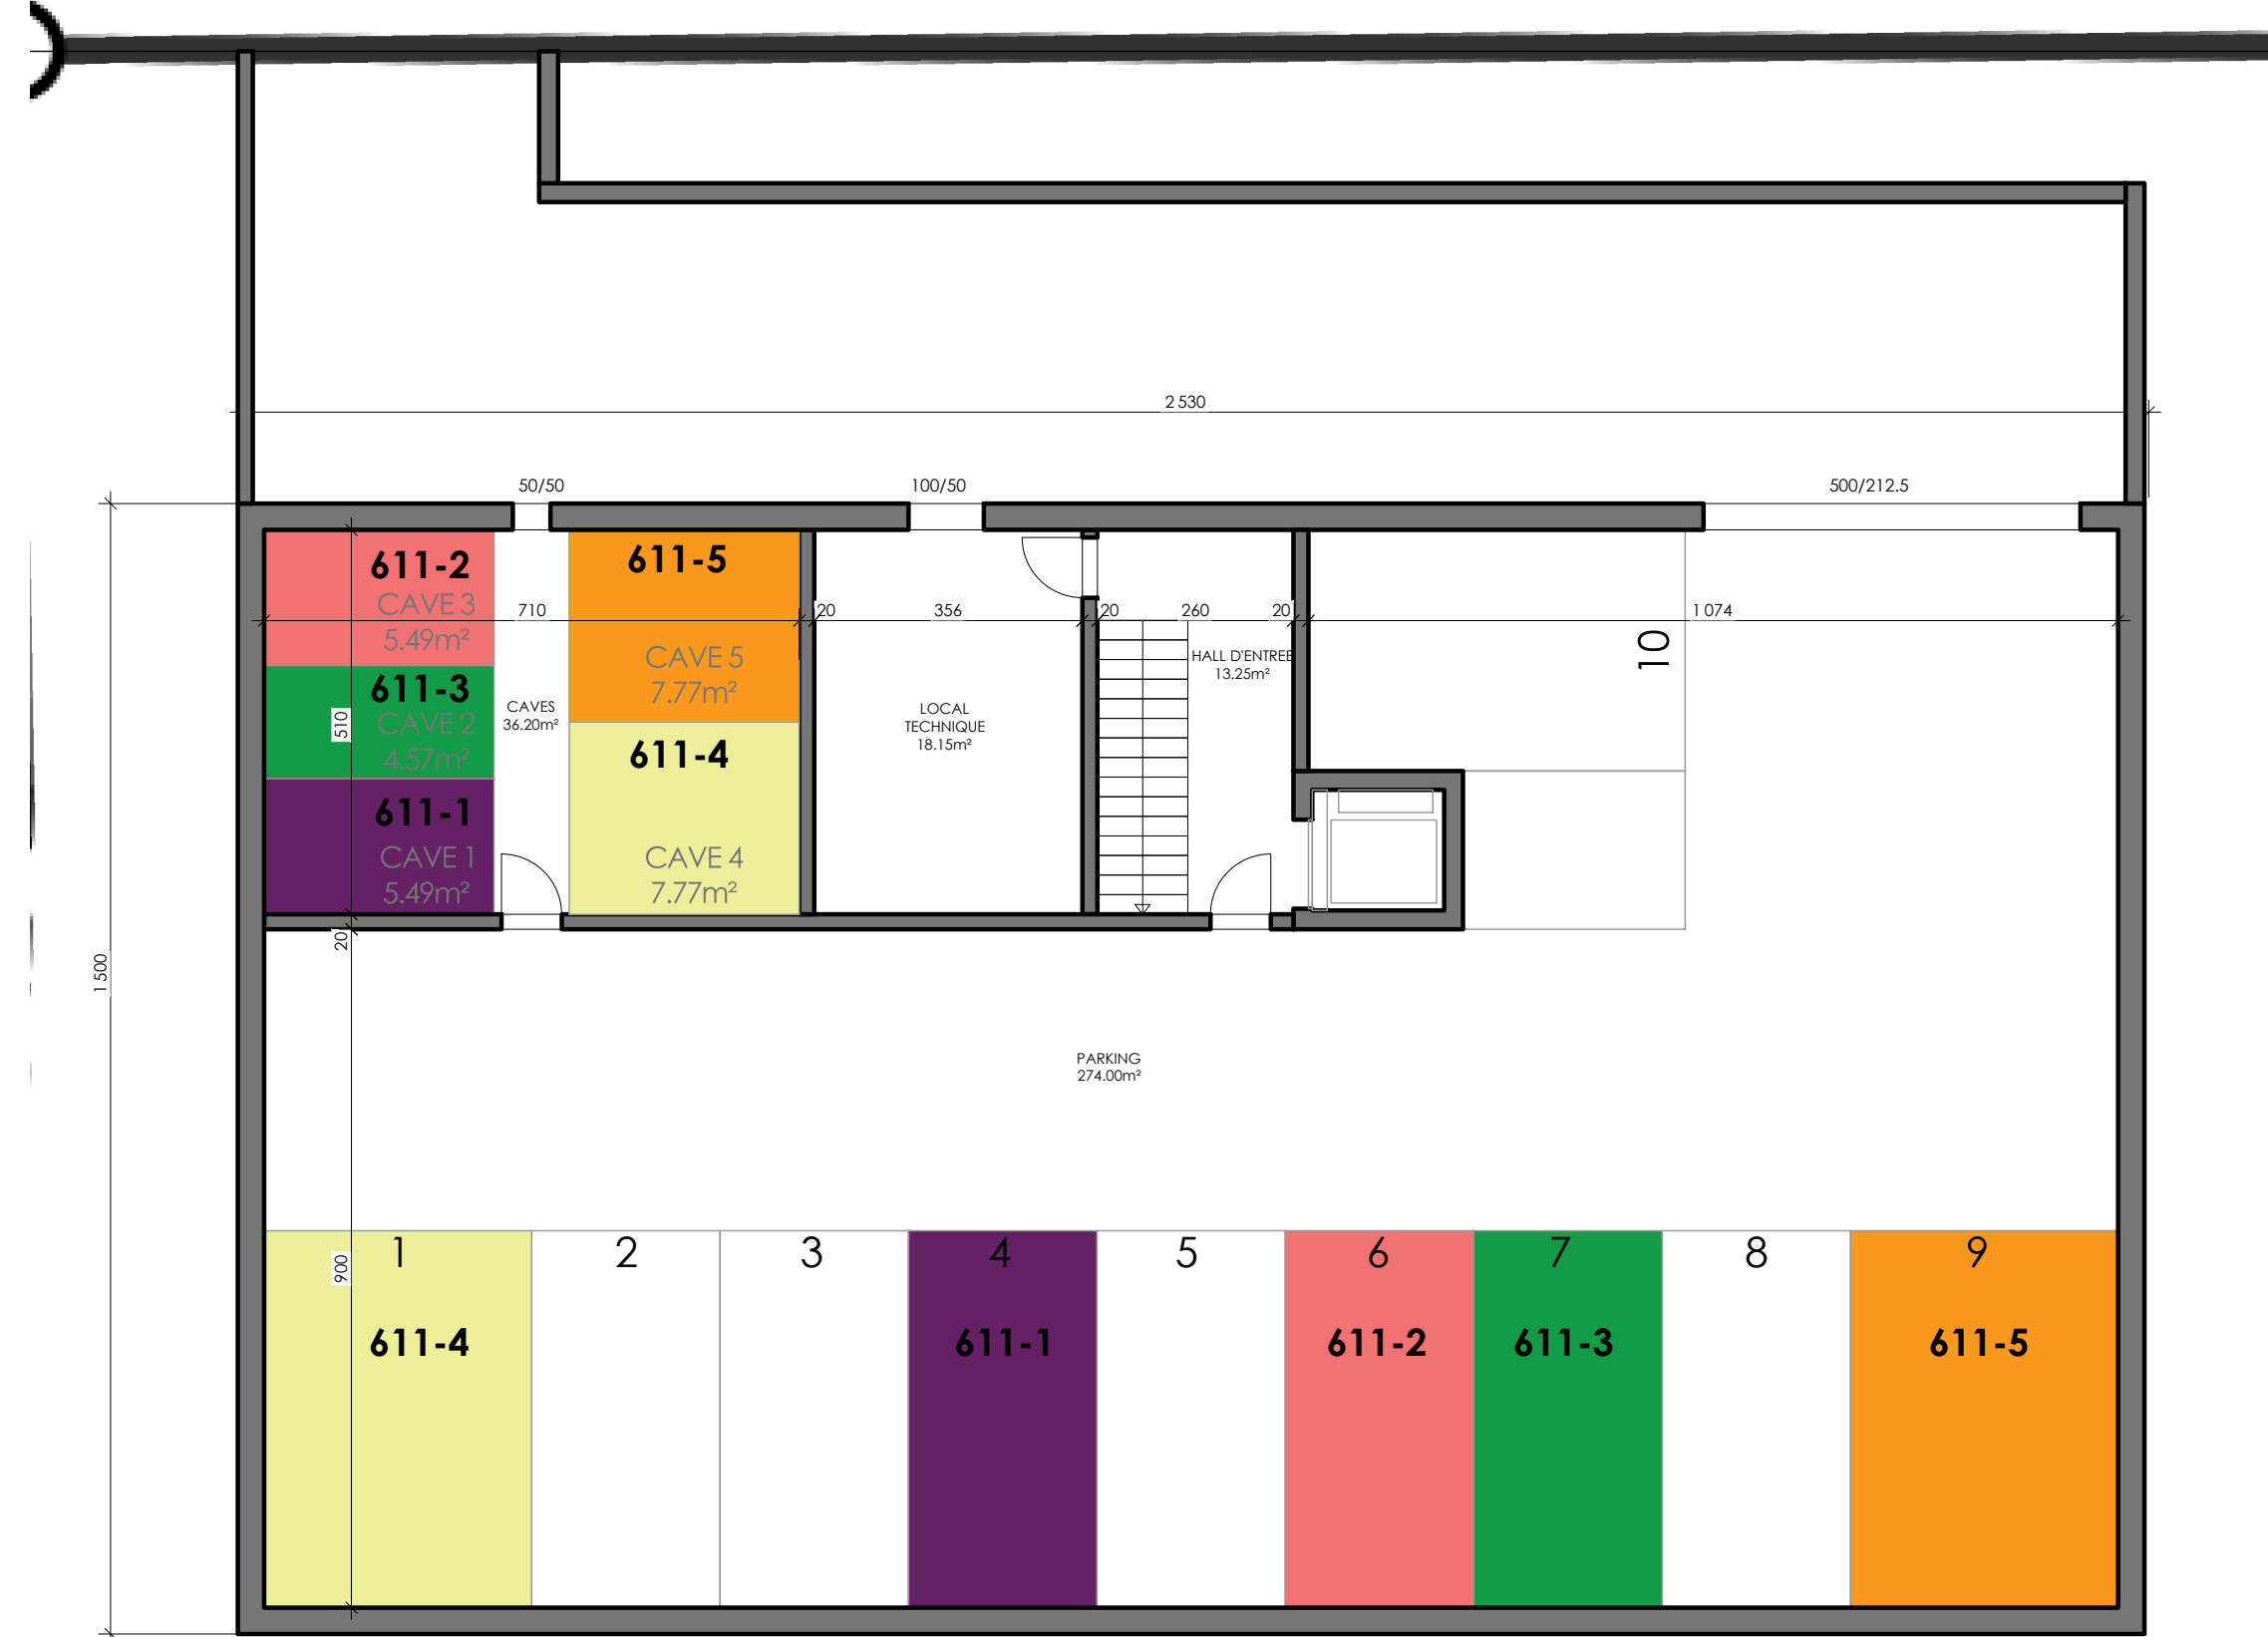 2 530
50/50
100/50
500/212.5
611-2
CAVE 3
5.49m²
611-5
CAVE 5
7.77m²
710
20
356
20
260
20
1 074
10
HALL D'ENTREE
13.25m²
611-3
CAVE 2
4.57m²
510
CAVES
36.20m²
LOCAL
TECHNIQUE
18.15m²
611-4
CAVE 4
7.77m²
611-1
CAVE 1
5.49m²
20
1 500
PARKING
274.00m²
900
1
2
3
4
5
6
7
8
9
611-4
611-1
611-2
611-3
611-5